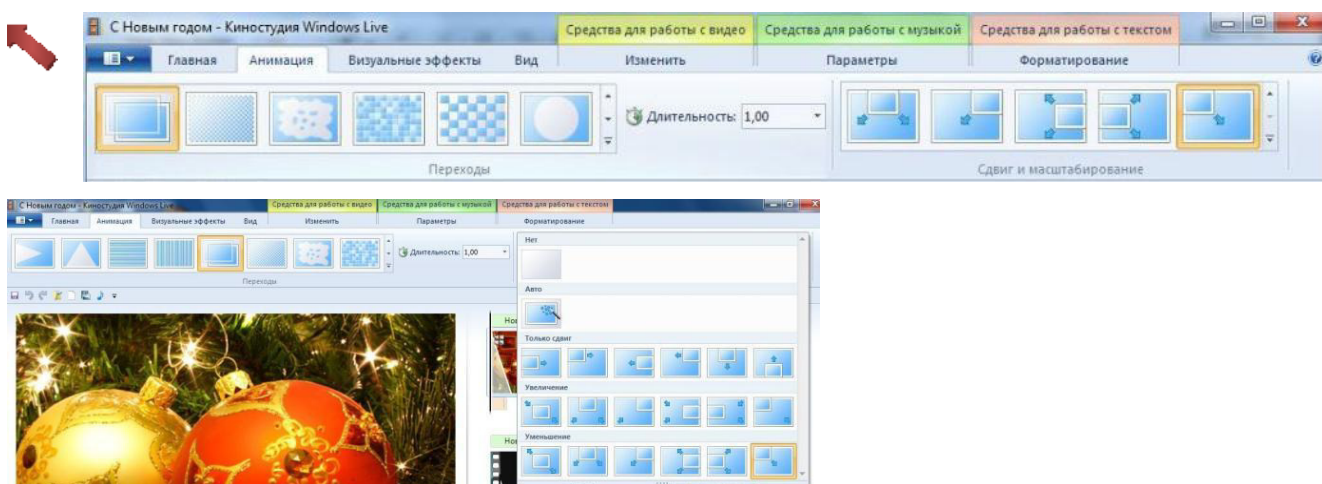 С Новым годом - Киностудия Windows Live
Средства для работы с видео Средства для работы с музыкой Средства для работы с текстом
Главная Анимация Визуальные эффекты Вид Изменить Параметры Форматирование
Длительность: 1,00
Переходы Сдвиг и масштабирование
С Новым годом - Киностудия Windows Live Средства для работы с видео Средства для работы с музыкой Средства для работы с текстом
Главная Анимация Визуальные эффекты Вид Изменить Параметры Форматирование
Нет
Длительность: 1,00
Переходы
Авто
Нов
Только сдвиг
Увеличение
Нов
Уменьшение